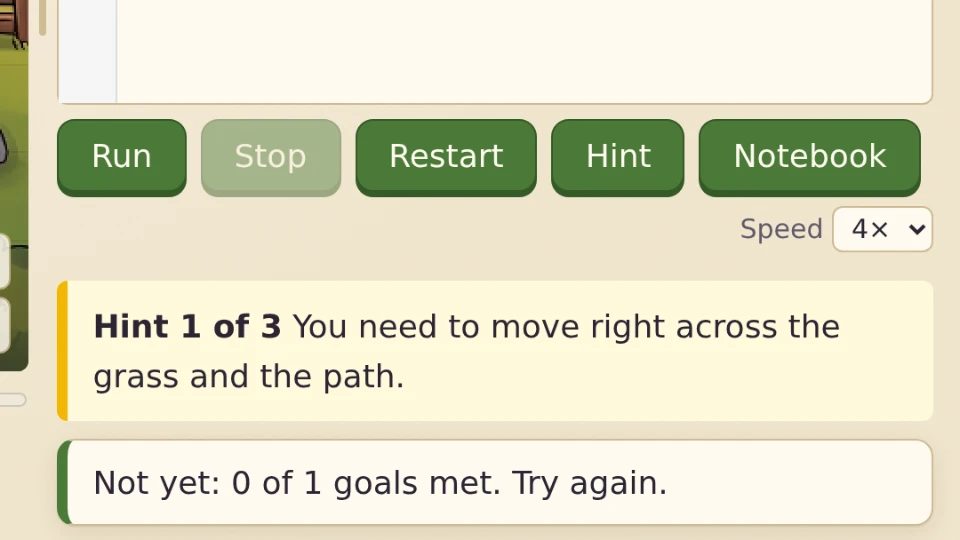 Run Stop Restart Hint Notebook
Speed 4×
Hint 1 of 3 You need to move right across the
grass and the path.
Not yet: 0 of 1 goals met. Try again.